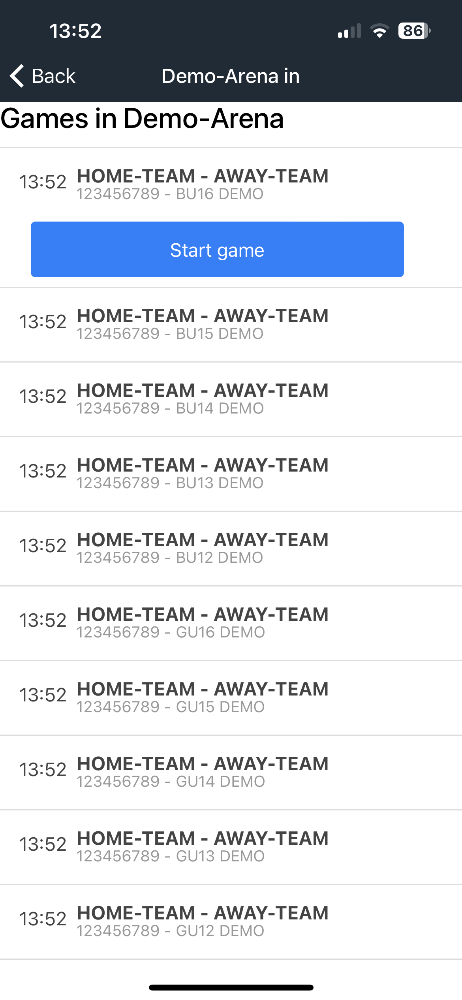 13:52
86
Back
Demo-Arena in
Games in Demo-Arena
13:52
HOME-TEAM - AWAY-TEAM
123456789 - BU16 DEMO
Start game
13:52
HOME-TEAM - AWAY-TEAM
123456789 - BU15 DEMO
13:52
HOME-TEAM - AWAY-TEAM
123456789 - BU14 DEMO
13:52
HOME-TEAM - AWAY-TEAM
123456789 - BU13 DEMO
13:52
HOME-TEAM - AWAY-TEAM
123456789 - BU12 DEMO
13:52
HOME-TEAM - AWAY-TEAM
123456789 - GU16 DEMO
13:52
HOME-TEAM - AWAY-TEAM
123456789 - GU15 DEMO
13:52
HOME-TEAM - AWAY-TEAM
123456789 - GU14 DEMO
13:52
HOME-TEAM - AWAY-TEAM
123456789 - GU13 DEMO
13:52
HOME-TEAM - AWAY-TEAM
123456789 - GU12 DEMO